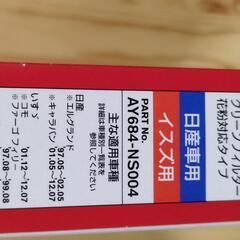 クリーンフィルター
花粉対応タイプ
日産車用
イスズ用
PART No.
AY684-NS004
主な適用車種
詳細は車種別一覧表を
参照ください
日産
※エルグランド '97.05~'02.05
※キャラバン '01.04~'12.07
いすゞ
※コモ '01.12~'12.07
※ファーゴ フィリー
'97.08~'99.08